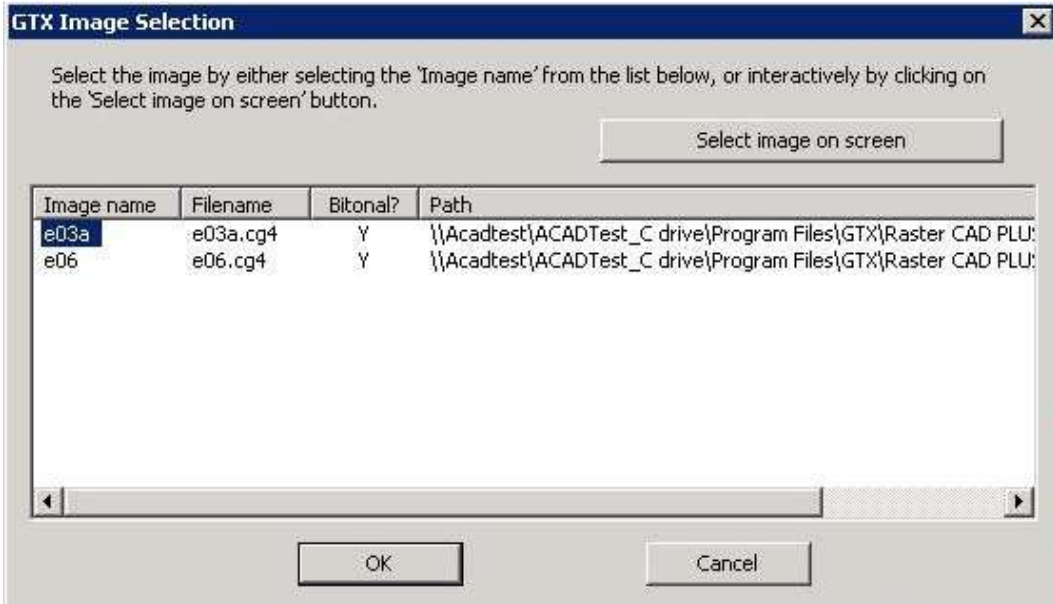 GTX Image Selection
Select the image by either selecting the 'Image name' from the list below, or interactively by clicking on
the 'Select image on screen' button.
Select image on screen
Image name Filename Bitonal? Path
e03a e03a.cg4 Y \\Acadtest\ACADTest_C drive\Program Files\GTX\Raster CAD PLU
e06 e06.cg4 Y \\Acadtest\ACADTest_C drive\Program Files\GTX\Raster CAD PLU
OK Cancel